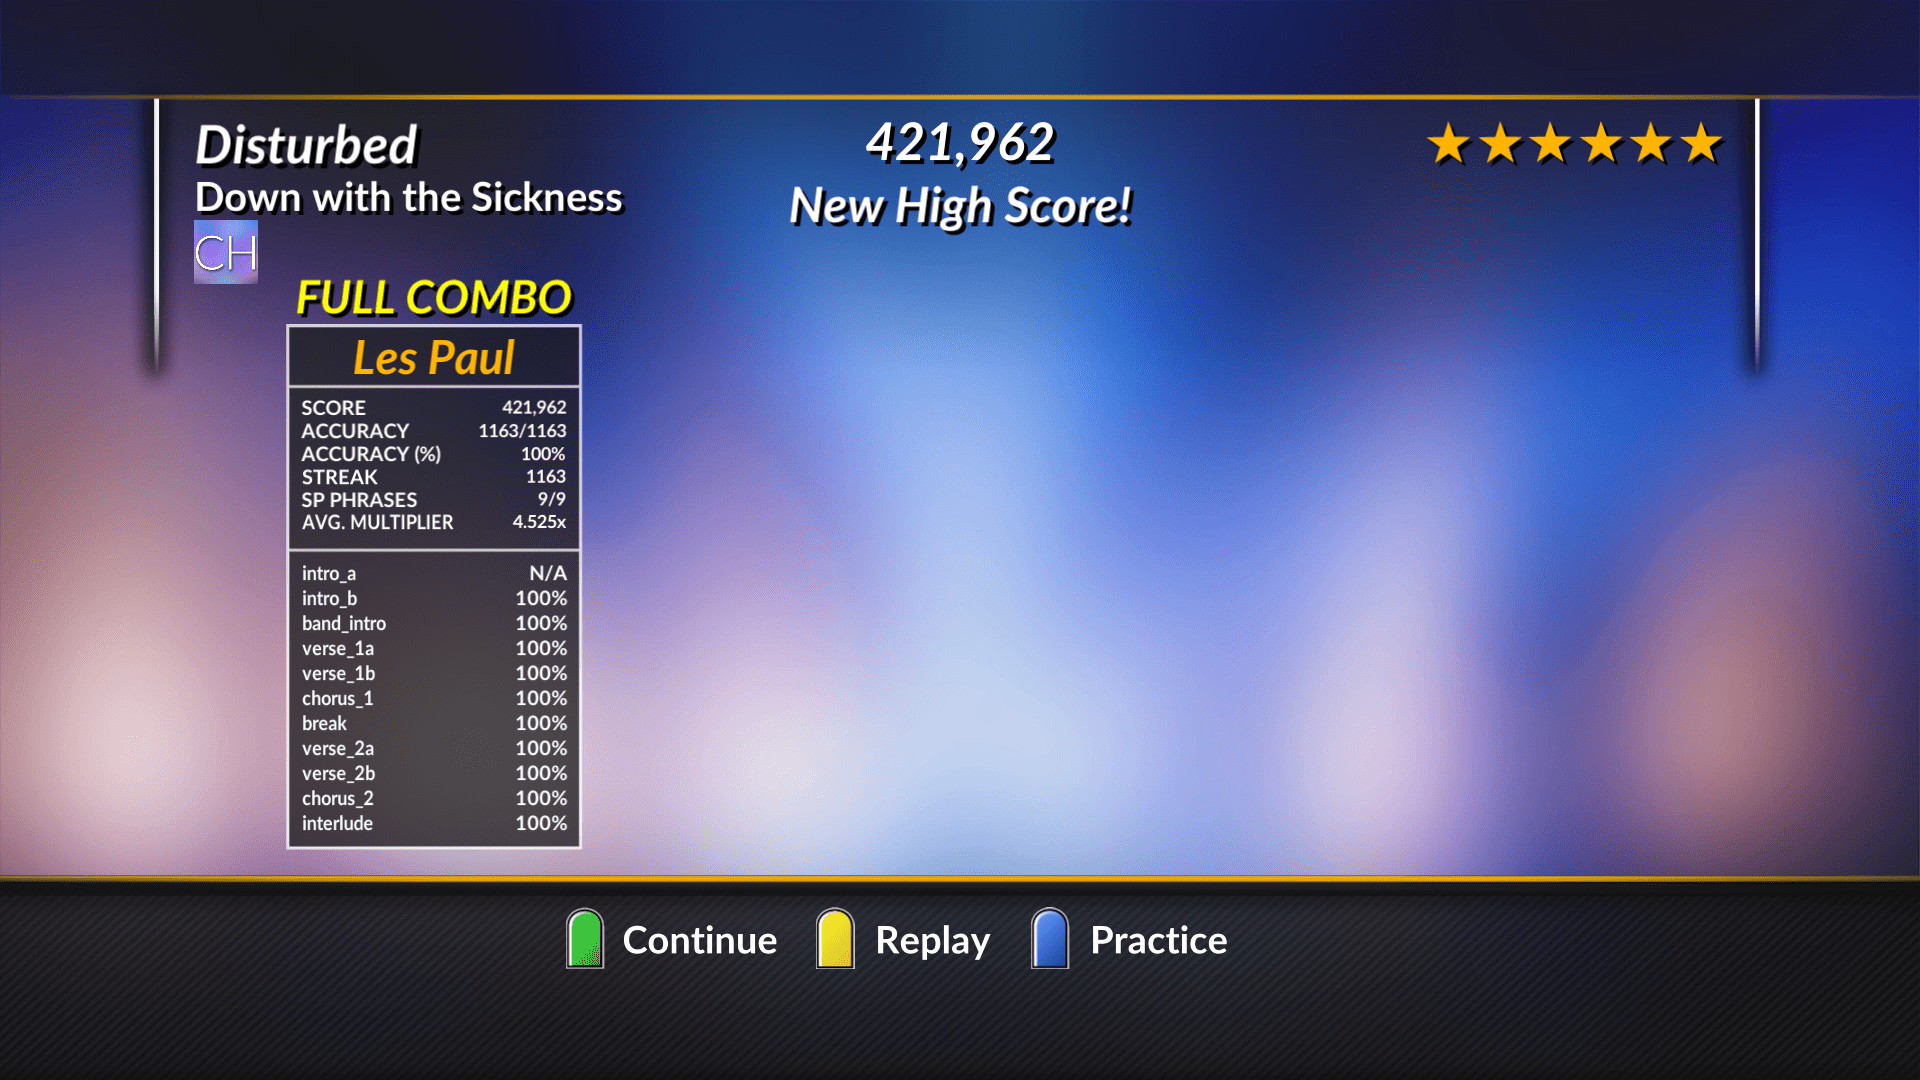 Disturbed
421,962
Down with the Sickness
New High Score!
CH
FULL COMBO
Les Paul
SCORE 421,962
ACCURACY 1163/1163
ACCURACY (%) 100%
STREAK 1163
SP PHRASES 9/9
AVG. MULTIPLIER 4.525x
intro_a N/A
intro_b 100%
band_intro 100%
verse_1a 100%
verse_1b 100%
chorus_1 100%
break 100%
verse_2a 100%
verse_2b 100%
chorus_2 100%
interlude 100%
Continue Replay Practice